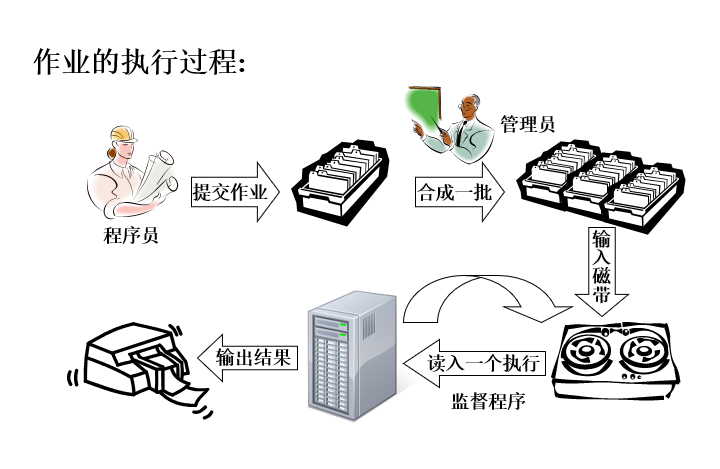 作业的执行过程:
管理员
提交作业
合成一批
程序员
输入磁带
输出结果
读入一个执行
监督程序